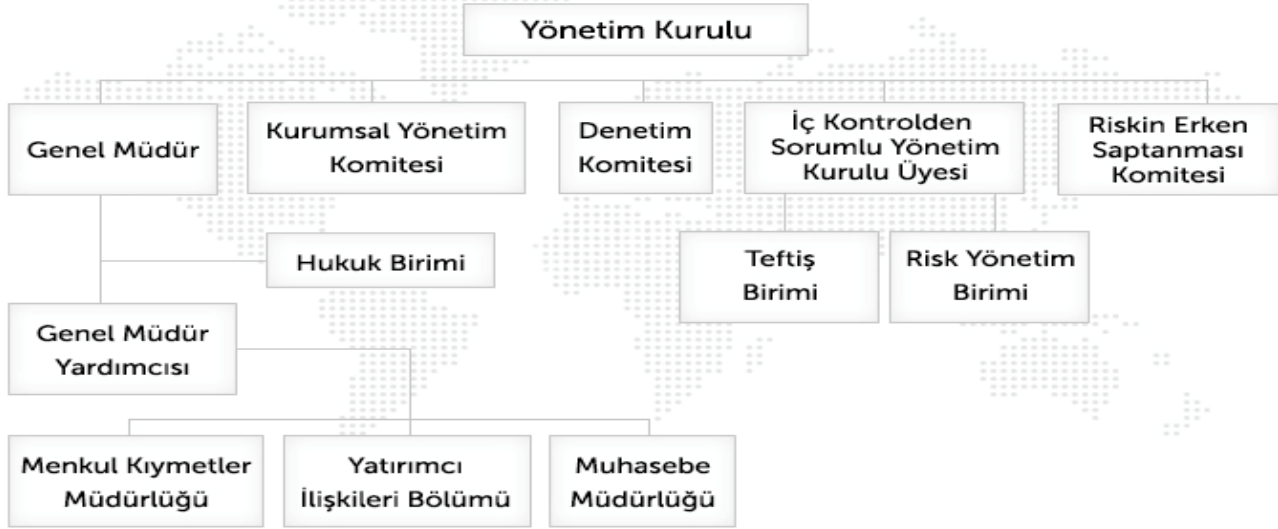 Yönetim Kurulu
Genel Müdür
Kurumsal Yönetim
Komitesi
Denetim
Komitesi
İç Kontrolden
Sorumlu Yönetim
Kurulu Üyesi
Riskin Erken
Saptanması
Komitesi
Hukuk Birimi
Teftiş
Birimi
Risk Yönetim
Birimi
Genel Müdür
Yardımcısı
Menkul Kıymetler
Müdürlüğü
Yatırımcı
İlişkileri Bölümü
Muhasebe
Müdürlüğü